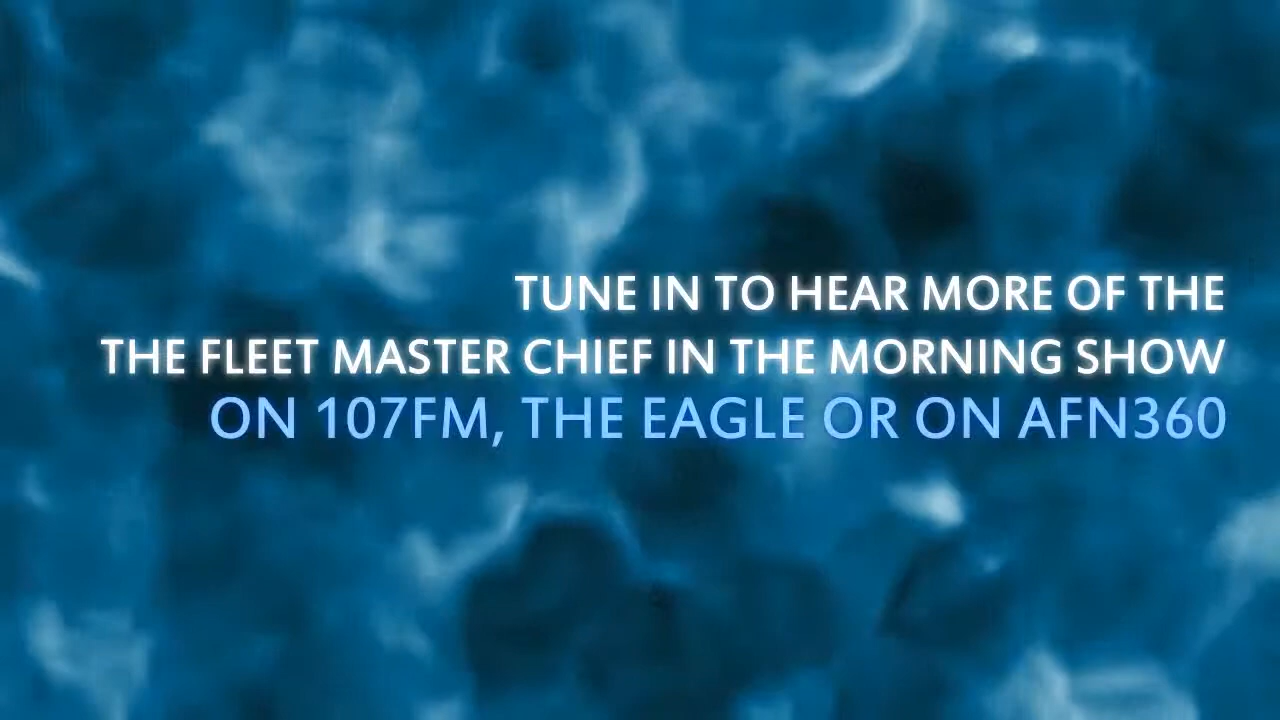 TUNE IN TO HEAR MORE OF THE
THE FLEET MASTER CHIEF IN THE MORNING SHOW
ON 107FM, THE EAGLE OR ON AFN360